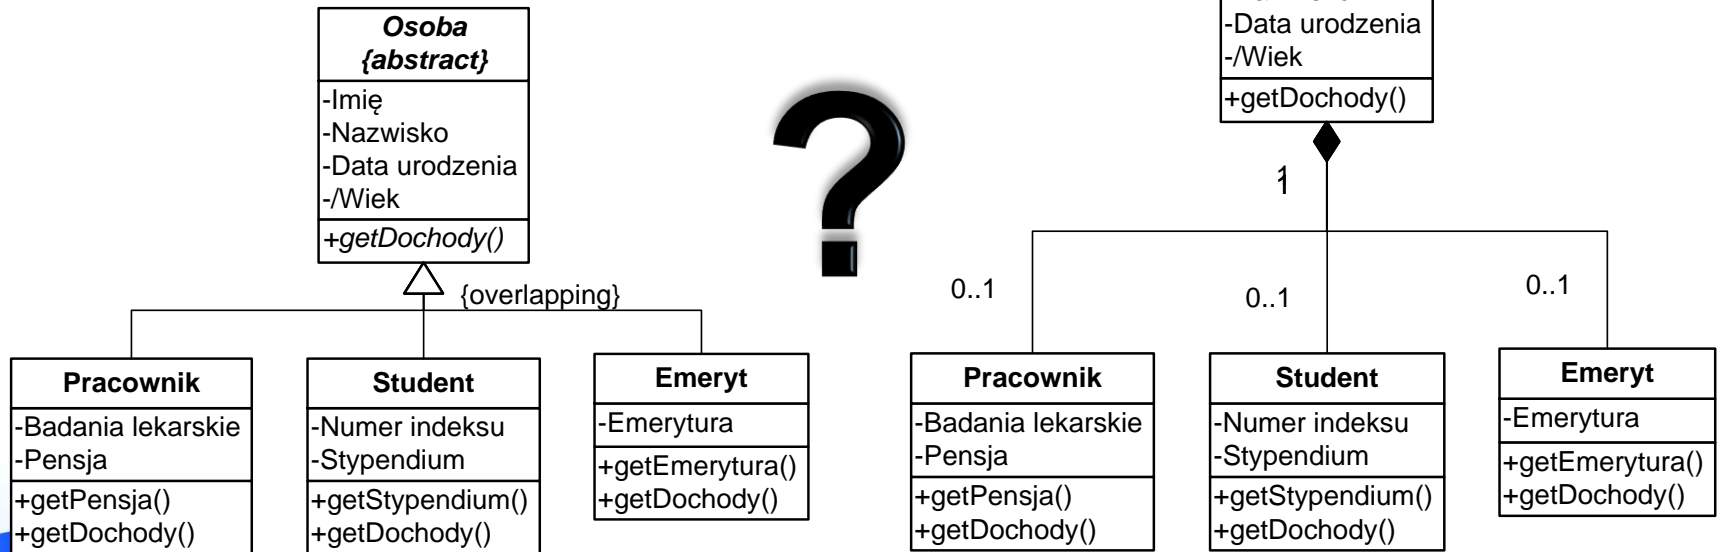 Osoba
{abstract}
-Imię
-Nazwisko
-Data urodzenia
-/Wiek
+getDochody()
{overlapping}
Pracownik
-Badania lekarskie
-Pensja
+getPensja()
+getDochody()
Student
-Numer indeksu
-Stypendium
+getStypendium()
+getDochody()
Emeryt
-Emerytura
+getEmerytura()
+getDochody()
?
-Data urodzenia
-/Wiek
+getDochody()
1
1
0..1
0..1
0..1
Pracownik
-Badania lekarskie
-Pensja
+getPensja()
+getDochody()
Student
-Numer indeksu
-Stypendium
+getStypendium()
+getDochody()
Emeryt
-Emerytura
+getEmerytura()
+getDochody()